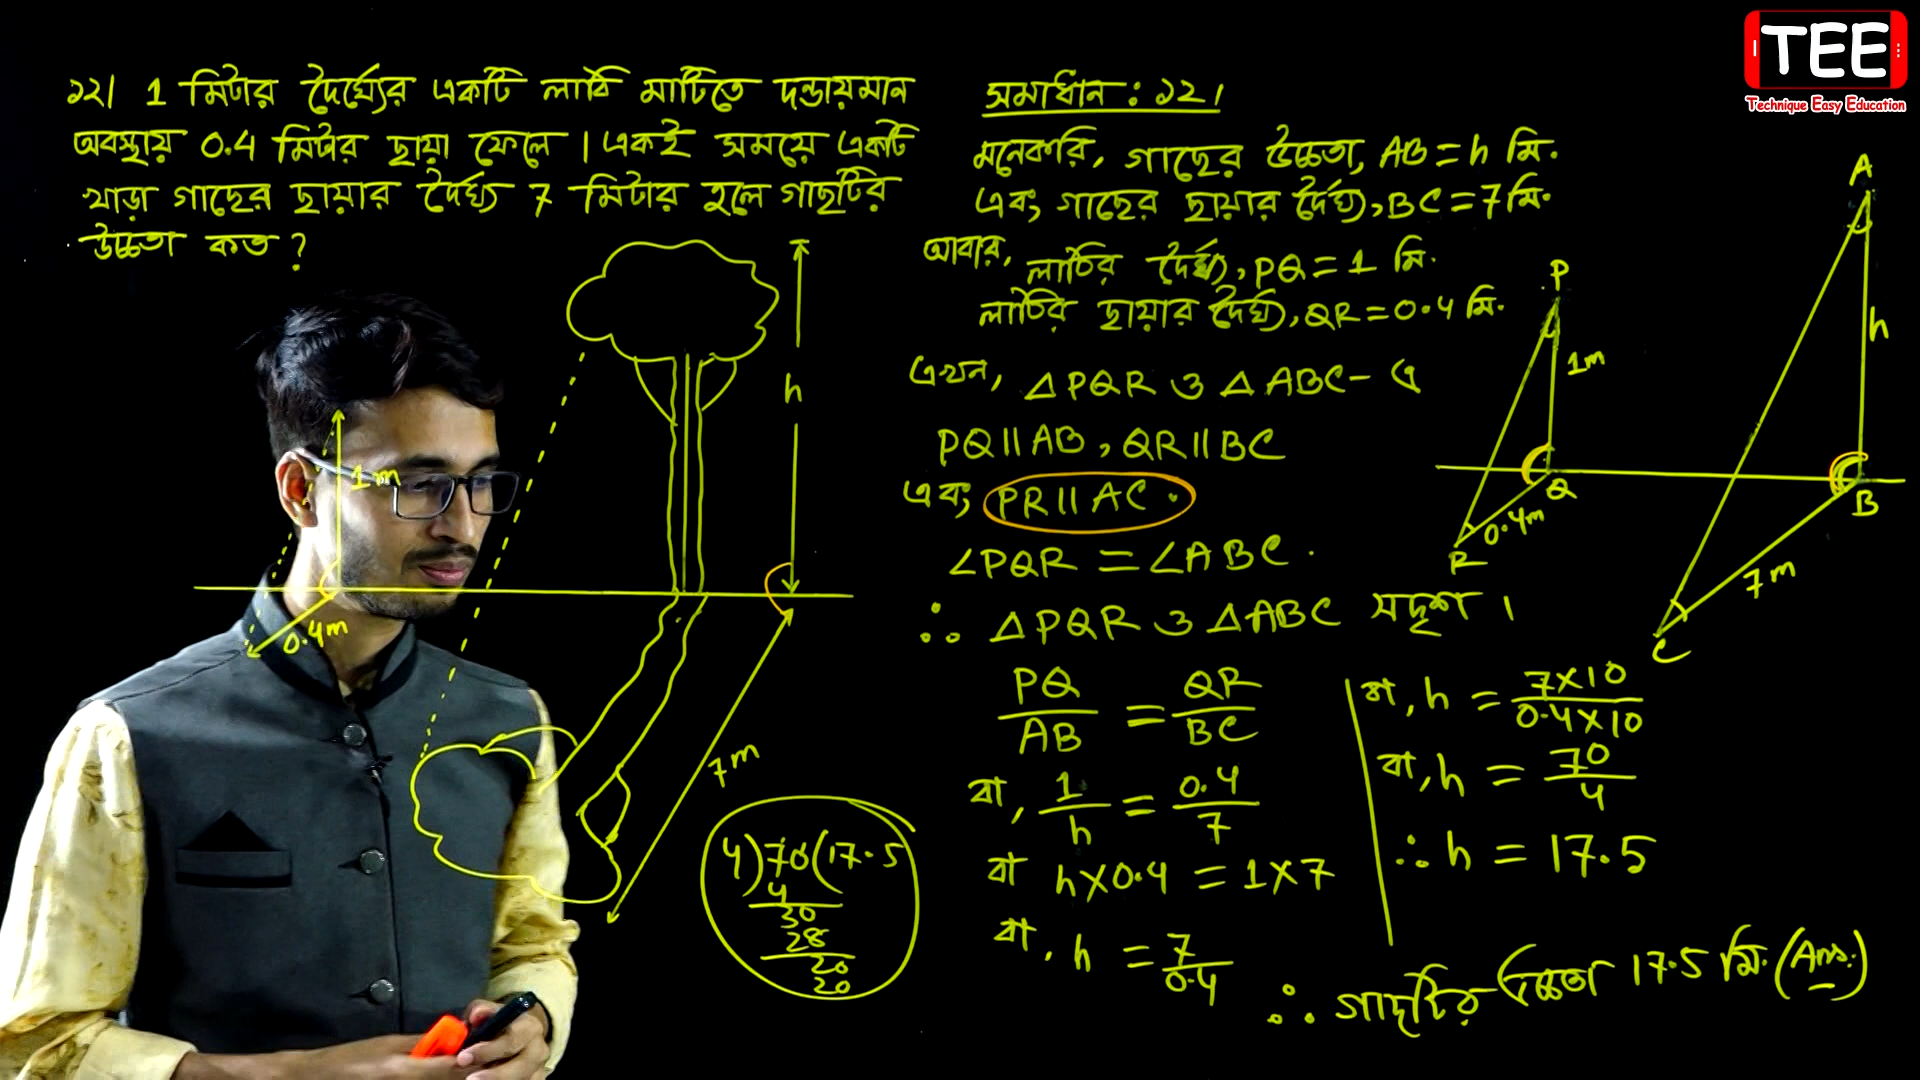 TEE
Technique Easy Education
১২। 1 মিটার দৈর্ঘ্যের একটি লাঠি মাটিতে দন্ডায়মান
অবস্থায় 0.4 মিটার ছায়া ফেলে। একই সময়ে একটি
খাড়া গাছের ছায়ার দৈর্ঘ্য 7 মিটার হলে গাছটির
উচ্চতা কত?
h
1m
0.4m
7m
4)70(17.5
4
30
28
20
20
সমাধান: ১২।
মনেকরি, গাছের উচ্চতা, AB = h মি.
এবং গাছের ছায়ার দৈর্ঘ্য, BC = 7 মি.
আবার, লাঠির দৈর্ঘ্য, PQ = 1 মি.
লাঠির ছায়ার দৈর্ঘ্য, QR = 0.4 মি.
এখন, △PQR ও △ABC-এ
PQ||AB, QR||BC
এবং PR||AC.
∠PQR = ∠ABC.
∴ △PQR ও △ABC সদৃশ।
PQ/AB = QR/BC
বা, 1/h = 0.4/7
বা h×0.4 = 1×7
বা, h = 7/0.4
বা, h = 7×10/0.4×10
বা, h = 70/4
∴ h = 17.5
∴ গাছটির উচ্চতা 17.5 মি. (Ans.)
P
1m
Q
0.4m
R
A
h
B
7m
C